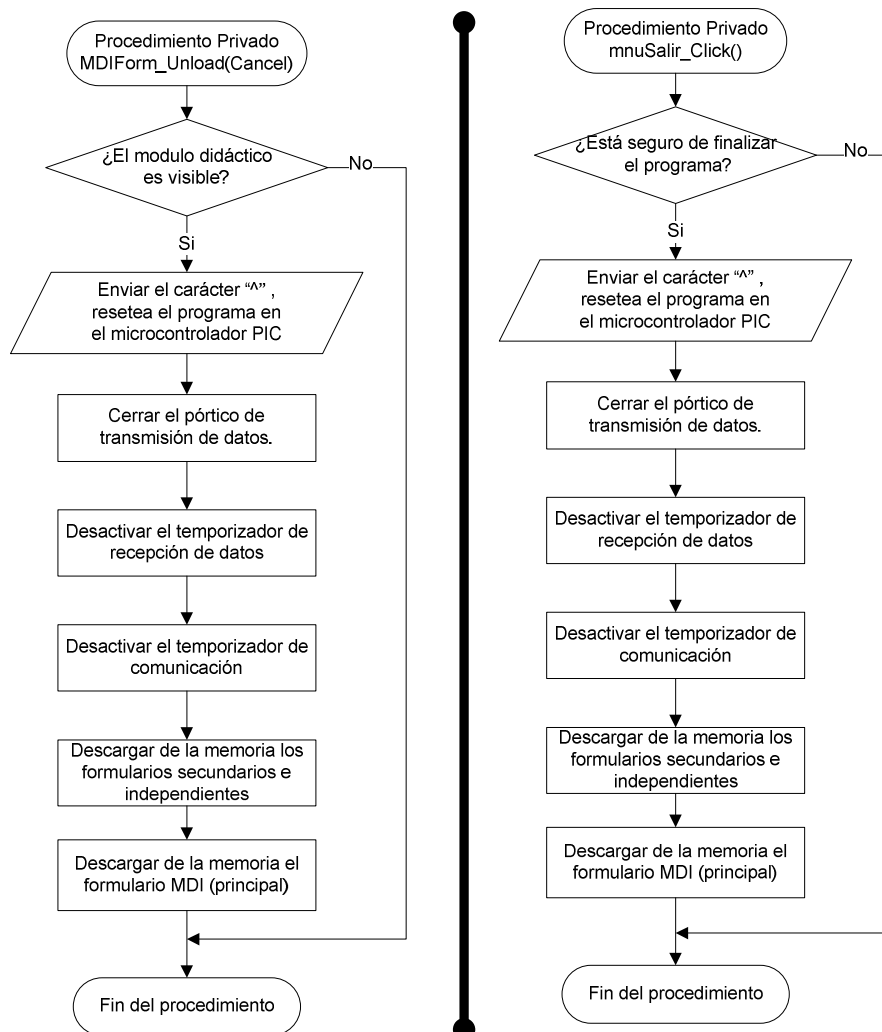 Procedimiento Privado
MDIForm_Unload(Cancel)
¿El modulo didáctico
es visible?
No
Si
Enviar el carácter “^” ,
resetea el programa en
el microcontrolador PIC
Cerrar el pórtico de
transmisión de datos.
Desactivar el temporizador de
recepción de datos
Desactivar el temporizador de
comunicación
Descargar de la memoria los
formularios secundarios e
independientes
Descargar de la memoria el
formulario MDI (principal)
Fin del procedimiento
Procedimiento Privado
mnuSalir_Click()
¿Está seguro de finalizar
el programa?
No
Si
Enviar el carácter “^” ,
resetea el programa en
el microcontrolador PIC
Cerrar el pórtico de
transmisión de datos.
Desactivar el temporizador de
recepción de datos
Desactivar el temporizador de
comunicación
Descargar de la memoria los
formularios secundarios e
independientes
Descargar de la memoria el
formulario MDI (principal)
Fin del procedimiento